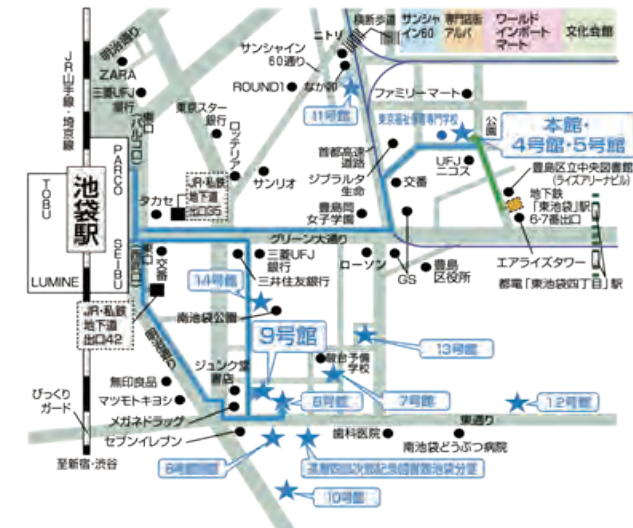 ニトリ
横断歩道
サンシャ
イン60
専門店街
アルパ
ワールド
インポート
マート
文化会館
JR山手線・埼京線
明治通り
ZARA
三菱UFJ
銀行
サンシャイン
60通り
ROUND1
なか卯
11号館
ファミリーマート
東京スター
銀行
ロッテリア
東京福祉保育専門学校
公園
本館・
4号館・5号館
首都高速
道路
ジブラルタ
生命
UFJ
ニコス
豊島区立中央図書館
(ライズアリーナビル)
地下鉄
「東池袋」駅
6・7番出口
東口
(パルコ口)
PARCO
TOBU
池袋駅
サンリオ
交番
タカセ
JR・私鉄
地下道
出口35
豊島岡
女子学園
グリーン大通り
エアライズタワー
都電「東池袋四丁目」駅
SEIBU
東口
交番
三菱UFJ
銀行
三井住友銀行
ローソン
GS
豊島
区役所
LUMINE
14号館
JR・私鉄
地下道
出口42
南池袋公園
13号館
9号館
駿台予備
学校
ジュンク堂
書店
無印良品
マツモトキヨシ
8号館
7号館
12号館
びっくり
ガード
メガネドラッグ
東通り
セブンイレブン
歯科医院
南池袋どうぶつ病院
至新宿・渋谷
10号館